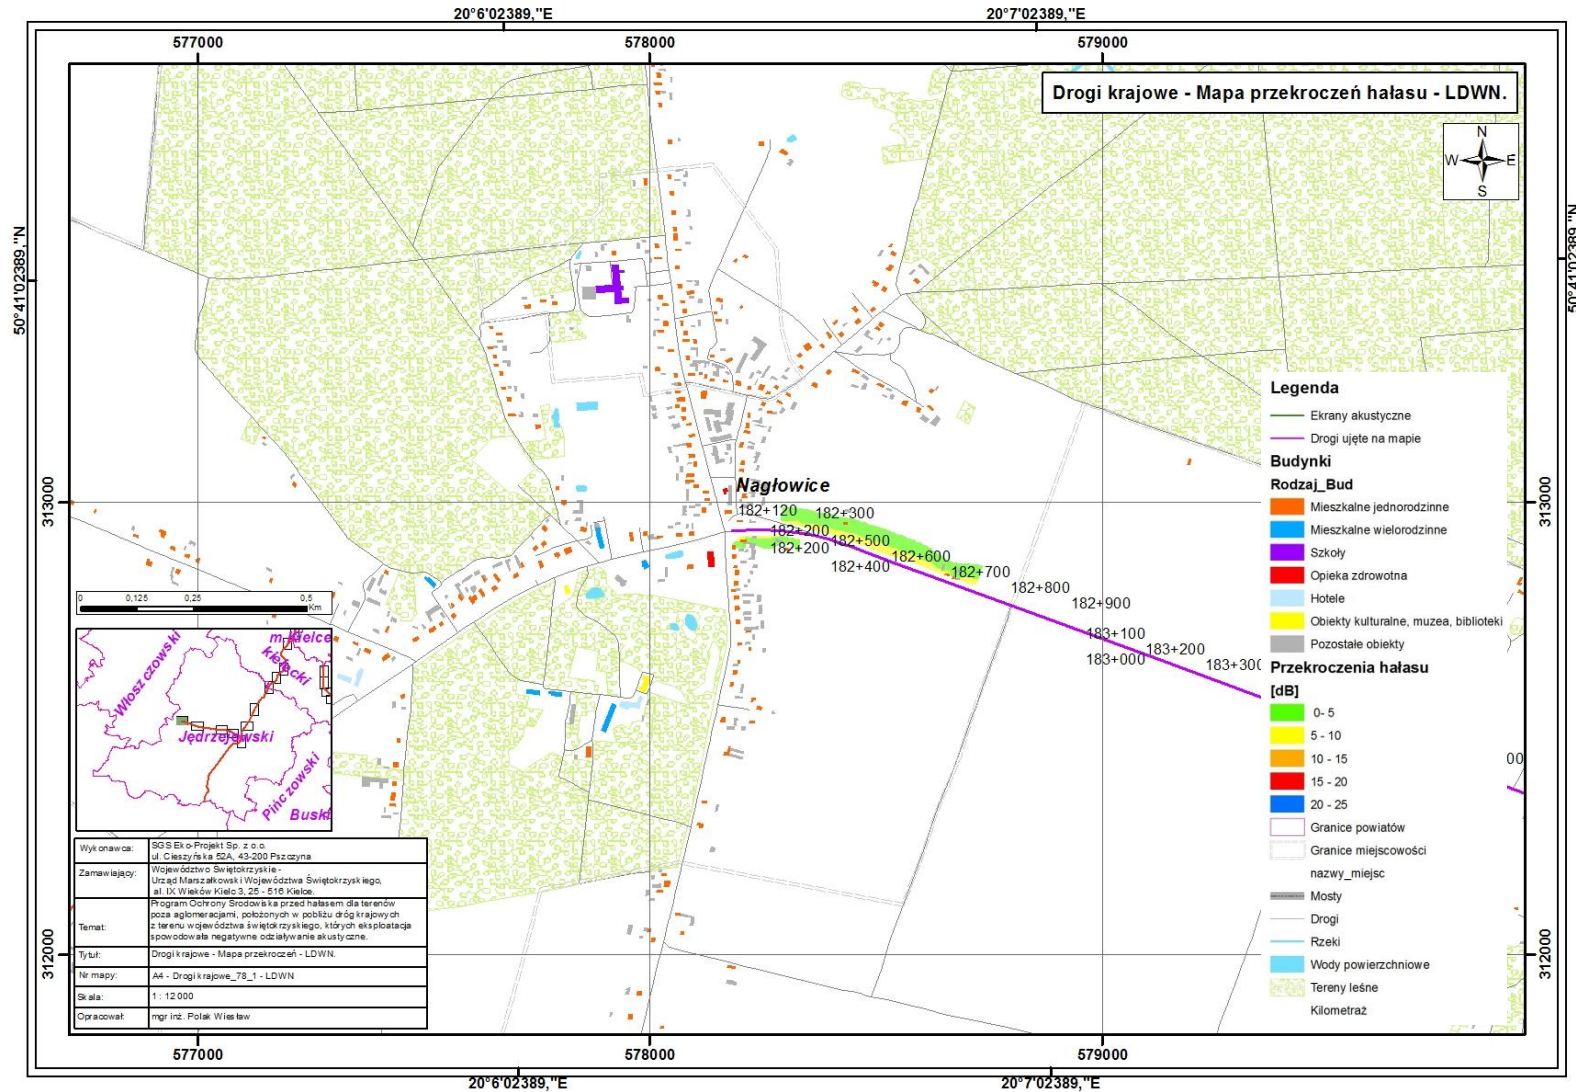 20°6'02389,"E
20°7'02389,"E
577000
578000
579000
Drogi krajowe - Mapa przekroczeń hałasu - LDWN.
N
W
E
S
50°41'02389,"N
50°41'02389,"N
313000
313000
312000
312000
Nagłowice
182+120
182+300
182+200
182+200
182+500
182+400
182+600
182+700
182+800
182+900
183+100
183+000
183+200
183+300
00
Legenda
Ekrany akustyczne
Drogi ujęte na mapie
Budynki
Rodzaj_Bud
Mieszkalne jednorodzinne
Mieszkalne wielorodzinne
Szkoły
Opieka zdrowotna
Hotele
Obiekty kulturalne, muzea, biblioteki
Pozostałe obiekty
Przekroczenia hałasu
[dB]
0- 5
5 - 10
10 - 15
15 - 20
20 - 25
Granice powiatów
Granice miejscowości
nazwy_miejsc
Mosty
Drogi
Rzeki
Wody powierzchniowe
Tereny leśne
Kilometraż
0 0,125 0,25 0,5
Km
m.Kielce
kielecki
Włoszczowski
Jędrzejowski
Pińczowski
Buski
Wykonawca: SGS Eko-Projekt Sp. z o.o.
ul. Cieszyńska 52A, 43-200 Pszczyna
Zamawiający: Województwo Świętokrzyskie -
Urząd Marszałkowski Województwa Świętokrzyskiego,
al. IX Wieków Kielc 3, 25 - 516 Kielce.
Temat: Program Ochrony Środowiska przed hałasem dla terenów
poza aglomeracjami, położonych w pobliżu dróg krajowych
z terenu województwa świętokrzyskiego, których eksploatacja
spowodowała negatywne odziaływanie akustyczne.
Tytuł: Drogi krajowe - Mapa przekroczeń - LDWN.
Nr mapy: A4 - Drogi krajowe_78_1 - LDWN
Skala: 1 : 12 000
Opracował: mgr inż. Polak Wiesław
577000
578000
579000
20°6'02389,"E
20°7'02389,"E